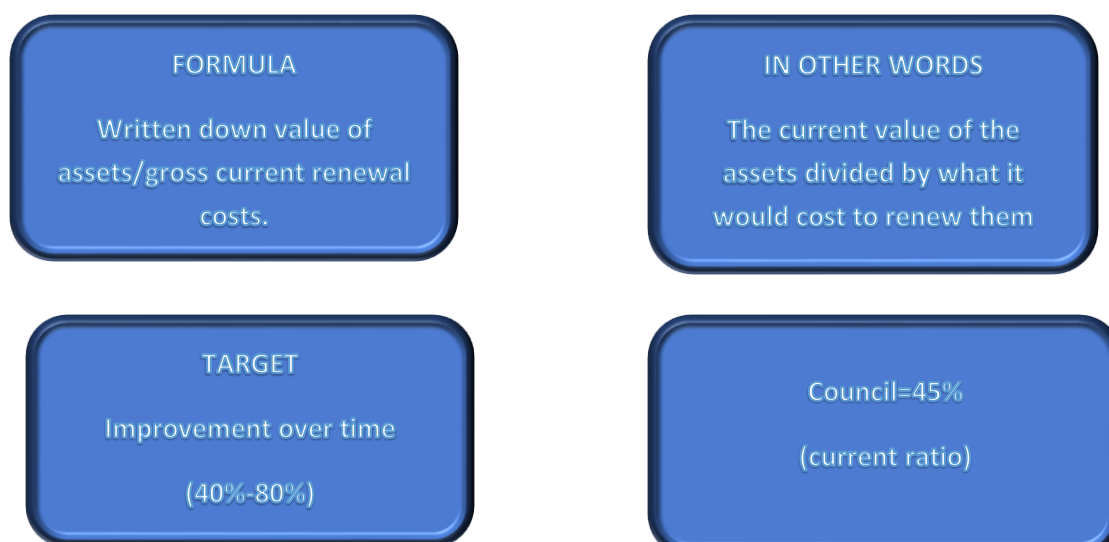 FORMULA
Written down value of
assets/gross current renewal
costs.
IN OTHER WORDS
The current value of the
assets divided by what it
would cost to renew them
TARGET
Improvement over time
(40%-80%)
Council=45%
(current ratio)